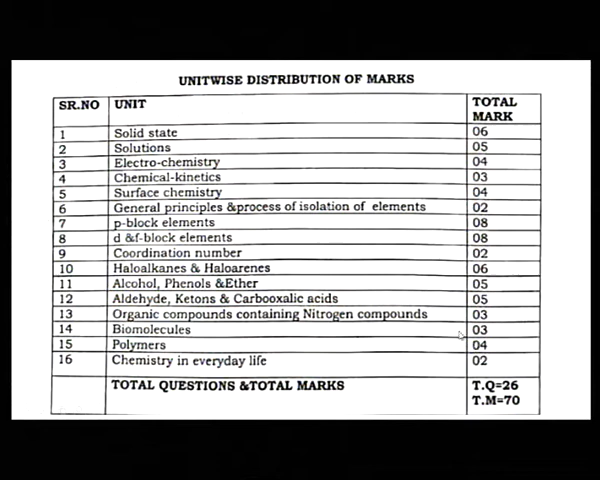 UNITWISE DISTRIBUTION OF MARKS
SR.NO UNIT TOTAL MARK
1 Solid state 06
2 Solutions 05
3 Electro-chemistry 04
4 Chemical-kinetics 03
5 Surface chemistry 04
6 General principles &process of isolation of elements 02
7 p-block elements 08
8 d &f-block elements 08
9 Coordination number 02
10 Haloalkanes & Haloarenes 06
11 Alcohol, Phenols &Ether 05
12 Aldehyde, Ketons & Carbooxalic acids 05
13 Organic compounds containing Nitrogen compounds 03
14 Biomolecules 03
15 Polymers 04
16 Chemistry in everyday life 02
TOTAL QUESTIONS &TOTAL MARKS T.Q=26
T.M=70